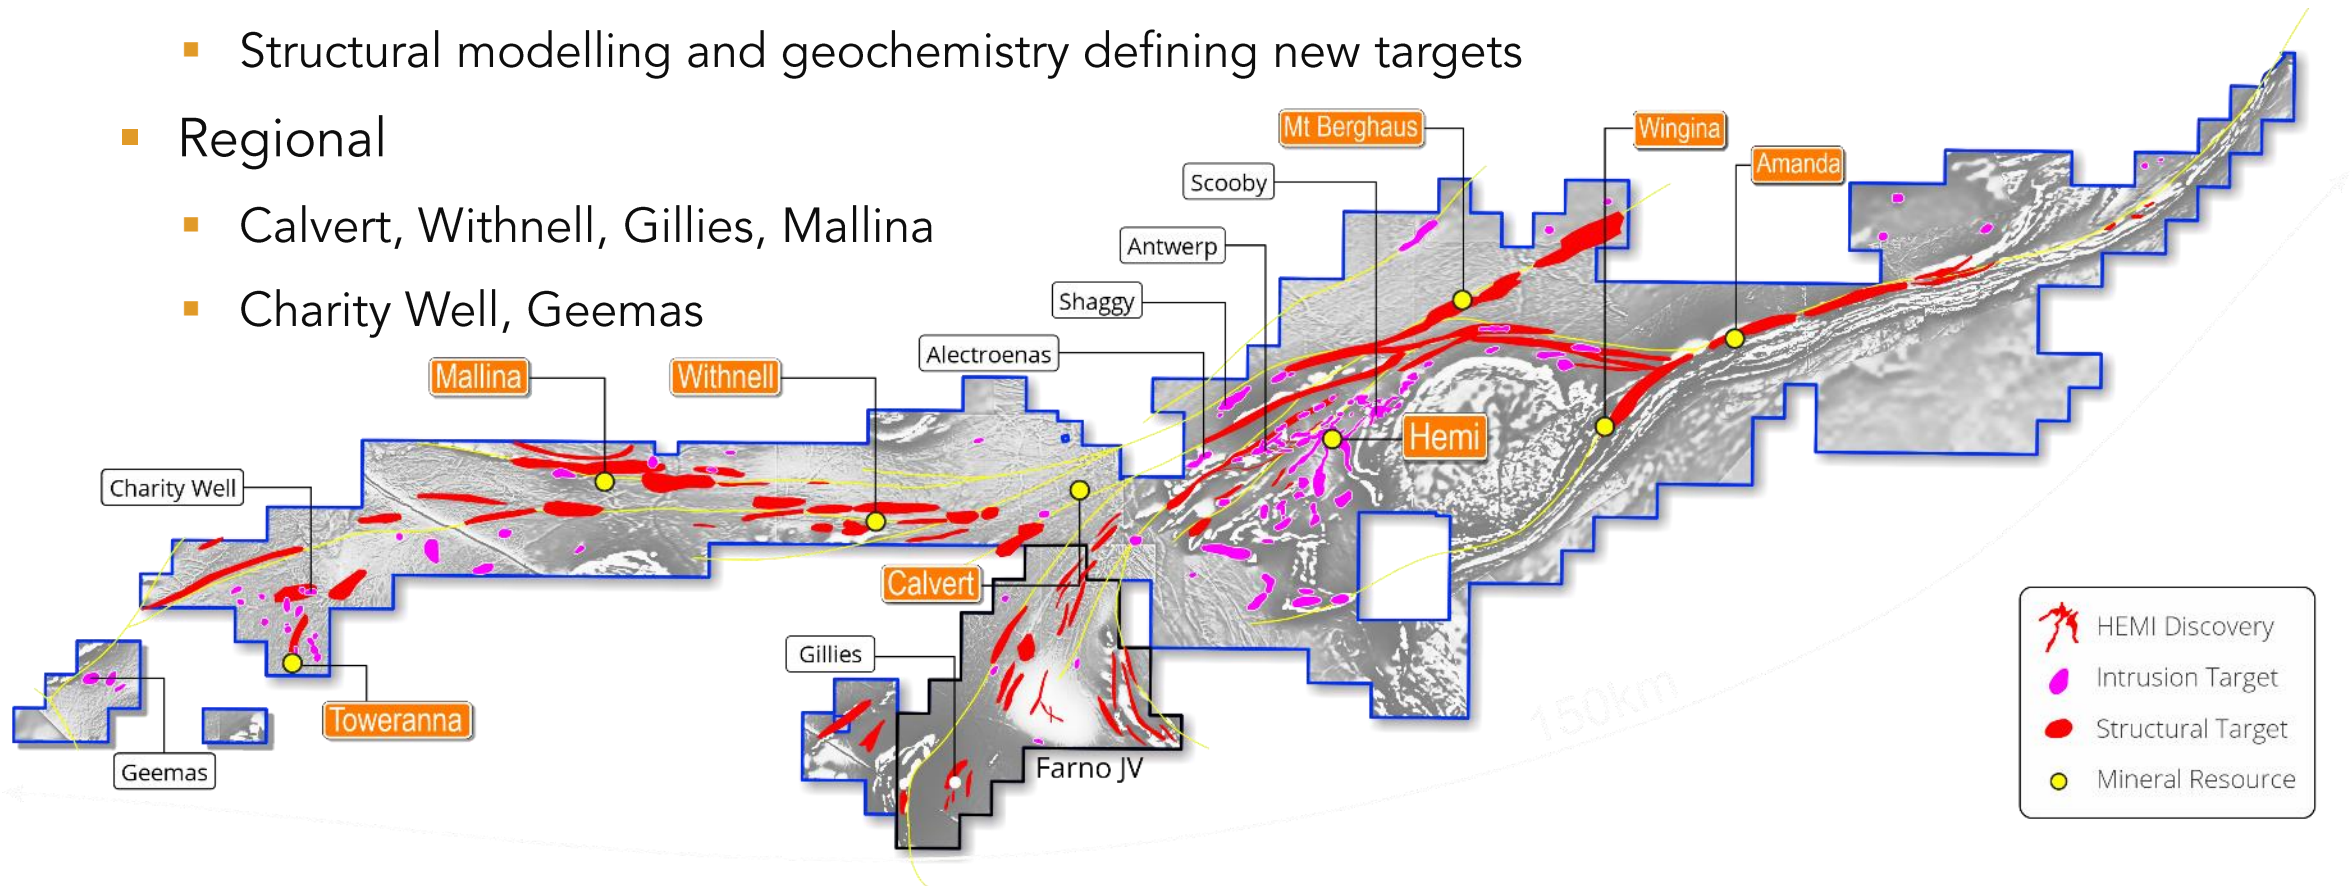 Structural modelling and geochemistry defining new targets
Regional
Calvert, Withnell, Gillies, Mallina
Charity Well, Geemas
Mt Berghaus
Wingina
Amanda
Scooby
Antwerp
Shaggy
Alectroenas
Mallina
Withnell
Hemi
Charity Well
Calvert
Gillies
Toweranna
Geemas
Farno JV
150km
HEMI Discovery
Intrusion Target
Structural Target
Mineral Resource